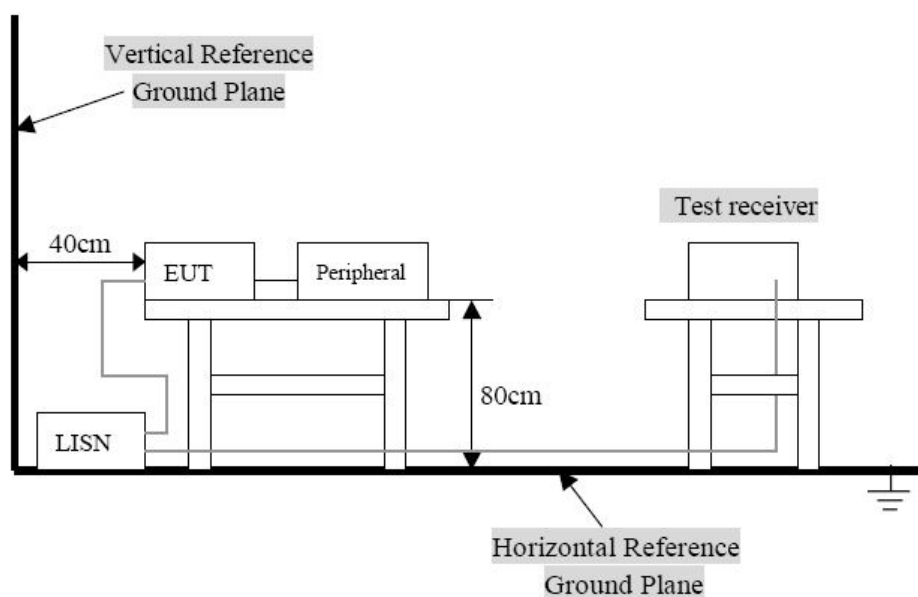 Vertical Reference
Ground Plane
Test receiver
40cm
EUT
Peripheral
80cm
LISN
Horizontal Reference
Ground Plane